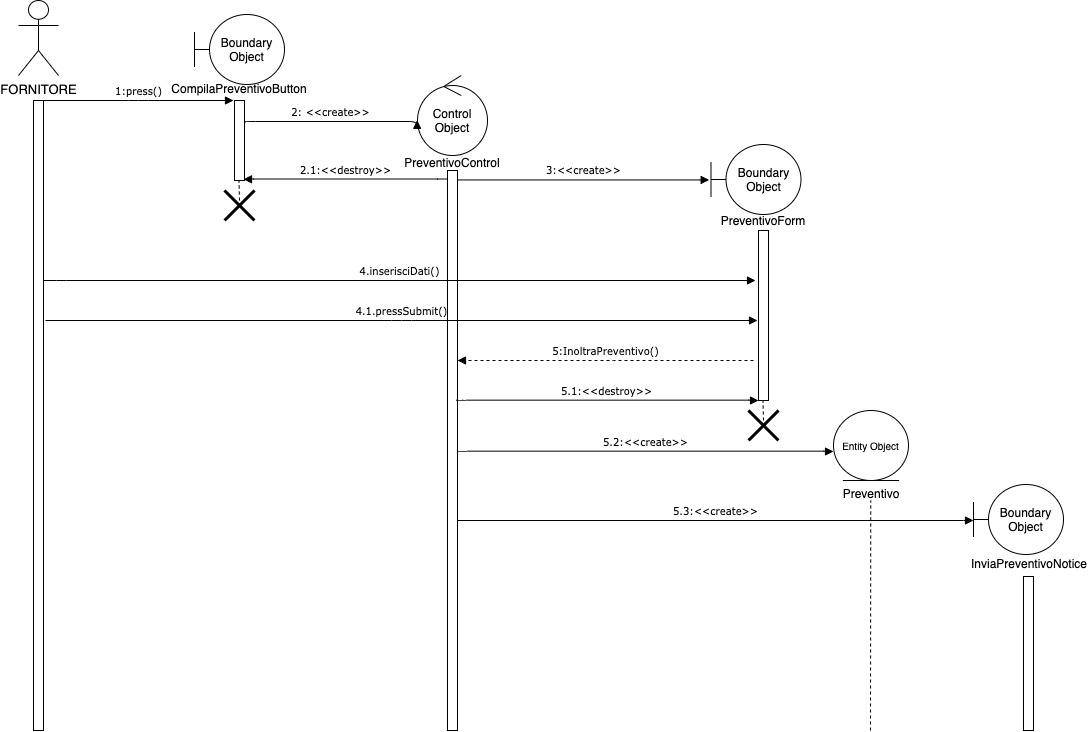 Boundary
Object
FORNITORE
CompilaPreventivoButton
1:press()
2: <<create>>
Control
Object
PreventivoControl
2.1:<<destroy>>
3:<<create>>
Boundary
Object
PreventivoForm
4.inserisciDati()
4.1.pressSubmit()
5:InoltraPreventivo()
5.1:<<destroy>>
5.2:<<create>>
Entity Object
Preventivo
5.3:<<create>>
Boundary
Object
InviaPreventivoNotice